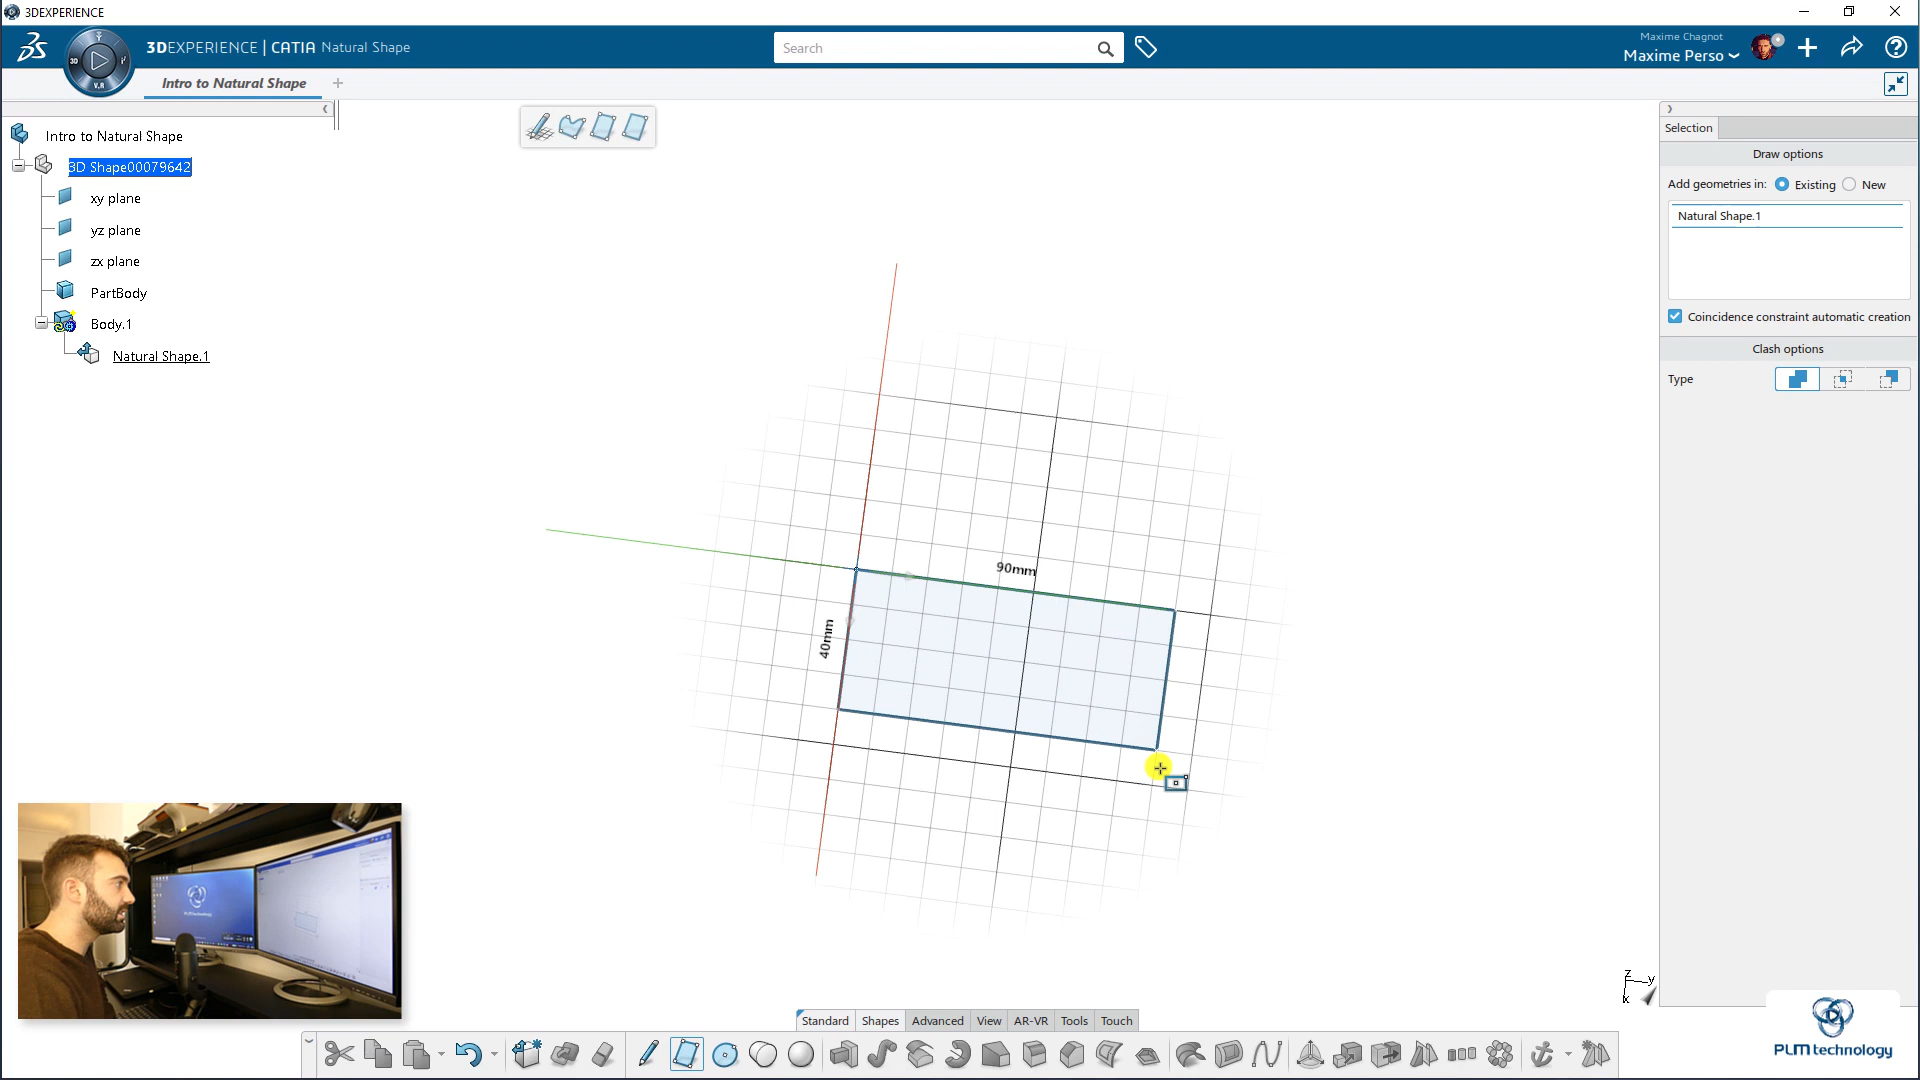 3DEXPERIENCE
3DEXPERIENCE | CATIA Natural Shape
Search
Maxime Chagnot
Maxime Perso
3D
V.R
Intro to Natural Shape
Intro to Natural Shape
3D Shape00079642
xy plane
yz plane
zx plane
PartBody
Body.1
Natural Shape.1
90mm
40mm
Selection
Draw options
Add geometries in: Existing New
Natural Shape.1
Coincidence constraint automatic creation
Clash options
Type
z
y
x
PLM technology
Standard Shapes Advanced View AR-VR Tools Touch
PLM technology